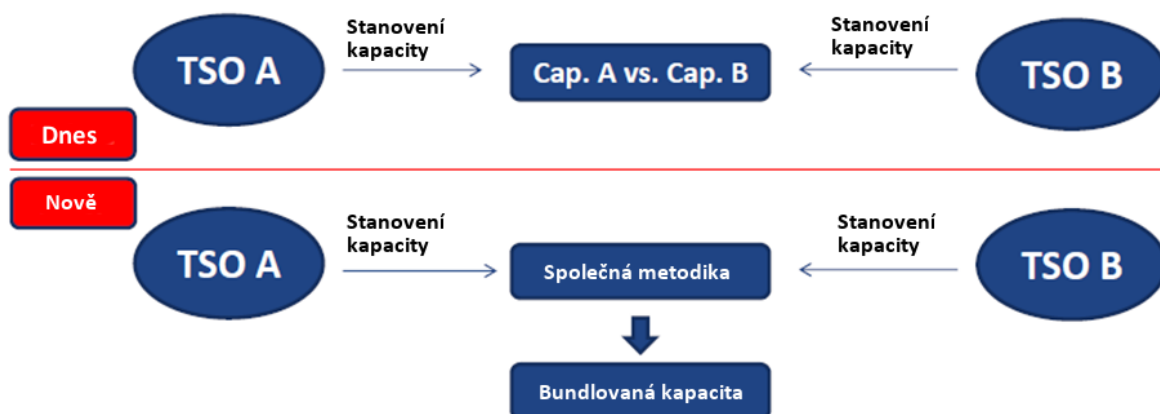 Stanovení
kapacity
Stanovení
kapacity
TSO A
Cap. A vs. Cap. B
TSO B
Dnes
Nově
Stanovení
kapacity
Stanovení
kapacity
TSO A
Společná metodika
TSO B
Bundlovaná kapacita